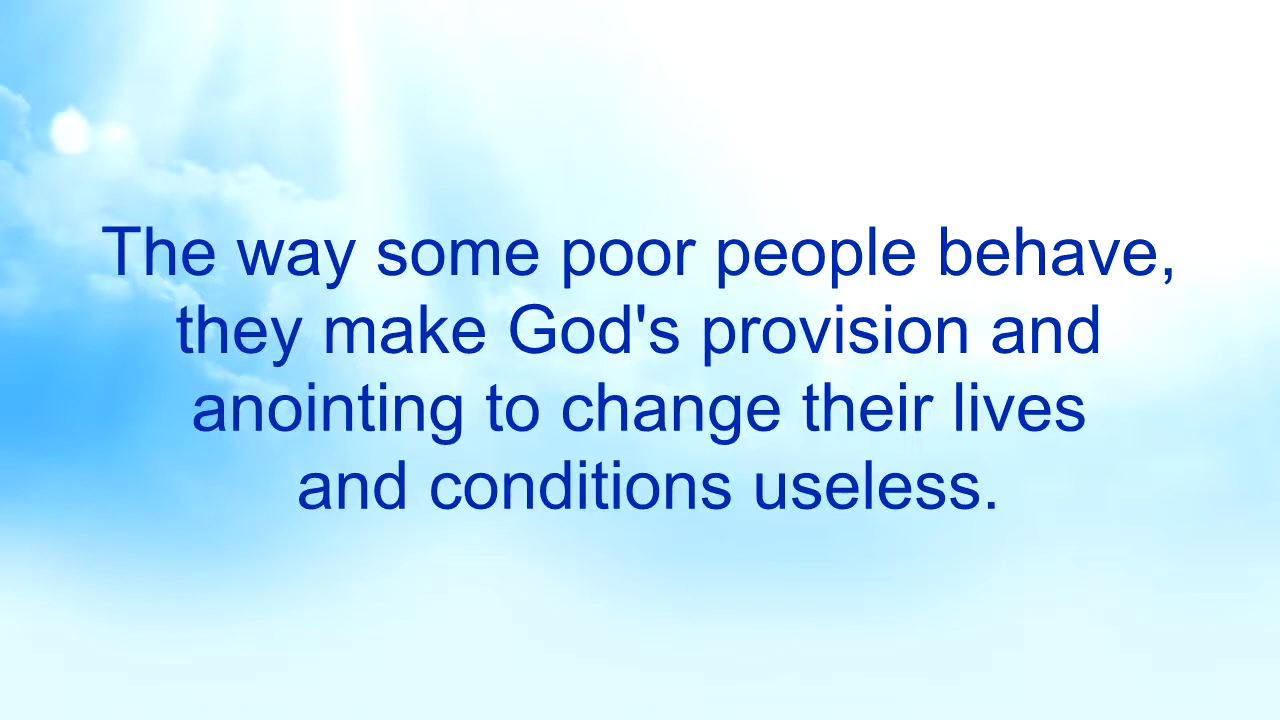 The way some poor people behave,
they make God's provision and
anointing to change their lives
and conditions useless.